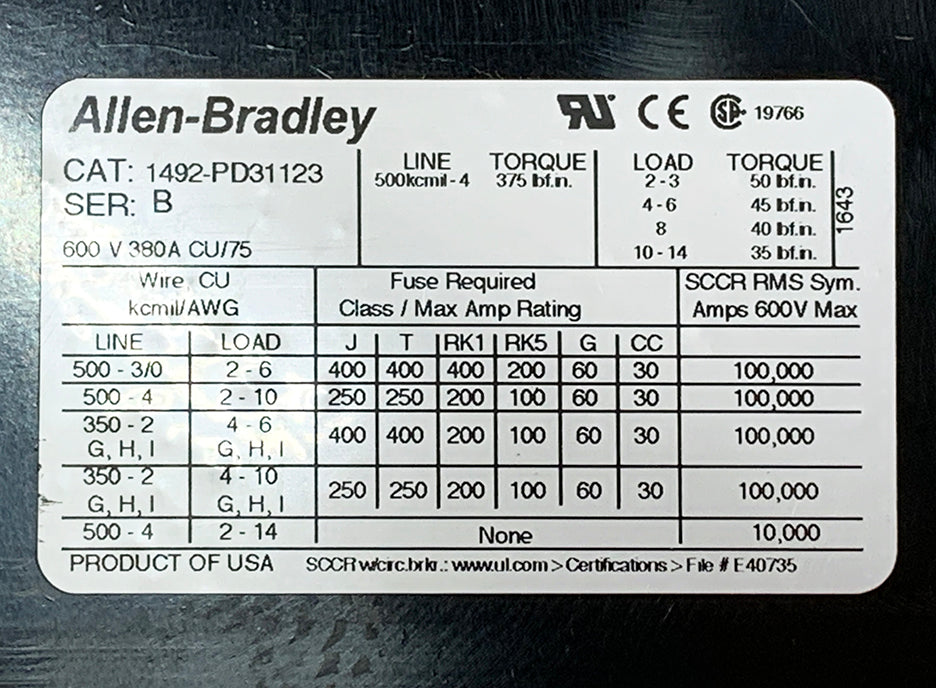 Allen-Bradley
CE 19766
CAT: 1492-PD31123
SER: B
600 V 380A CU/75
LINE TORQUE
500kcmil-4 375 lbf.in.
LOAD TORQUE
2-3 50 lbf.in.
4-6 45 lbf.in.
8 40 lbf.in.
10-14 35 lbf.in.
1643
Wire, CU
kcmil/AWG
Fuse Required
Class / Max Amp Rating
SCCR RMS Sym.
Amps 600V Max
LINE LOAD J T RK1 RK5 G CC
500 - 3/0 2 - 6 400 400 400 200 60 30 100,000
500 - 4 2 - 10 250 250 200 100 60 30 100,000
350 - 2 4 - 6
G, H, I G, H, I 400 400 200 100 60 30 100,000
350 - 2 4 - 10
G, H, I G, H, I 250 250 200 100 60 30 100,000
500 - 4 2 - 14 None 10,000
PRODUCT OF USA SCCR w/circ.brkr.: www.ul.com > Certifications > File # E40735